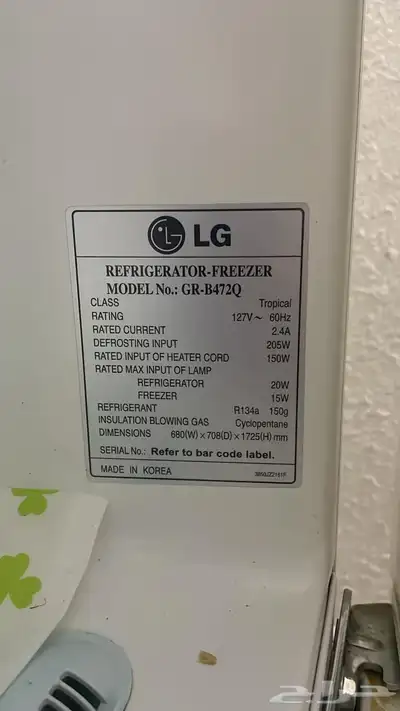 LG
REFRIGERATOR-FREEZER
MODEL No.: GR-B472Q
CLASS Tropical
RATING 127V~ 60Hz
RATED CURRENT 2.4A
DEFROSTING INPUT 205W
RATED INPUT OF HEATER CORD 150W
RATED MAX INPUT OF LAMP
REFRIGERATOR 20W
FREEZER 15W
REFRIGERANT R134a 150g
INSULATION BLOWING GAS Cyclopentane
DIMENSIONS 680(W)×708(D)×1725(H) mm
SERIAL No.: Refer to bar code label.
MADE IN KOREA
حراج